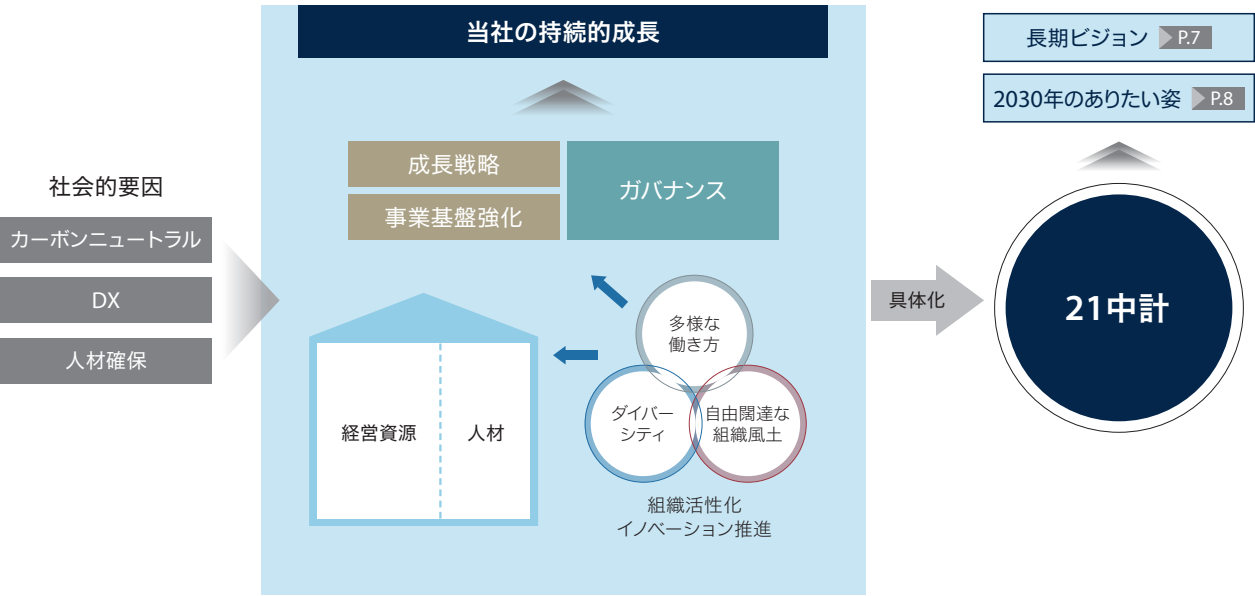 社会的要因
カーボンニュートラル
DX
人材確保
当社の持続的成長
成長戦略
事業基盤強化
ガバナンス
経営資源
人材
多様な
働き方
ダイバー
シティ
自由闊達な
組織風土
組織活性化
イノベーション推進
具体化
長期ビジョン P.7
2030年のありたい姿 P.8
21中計